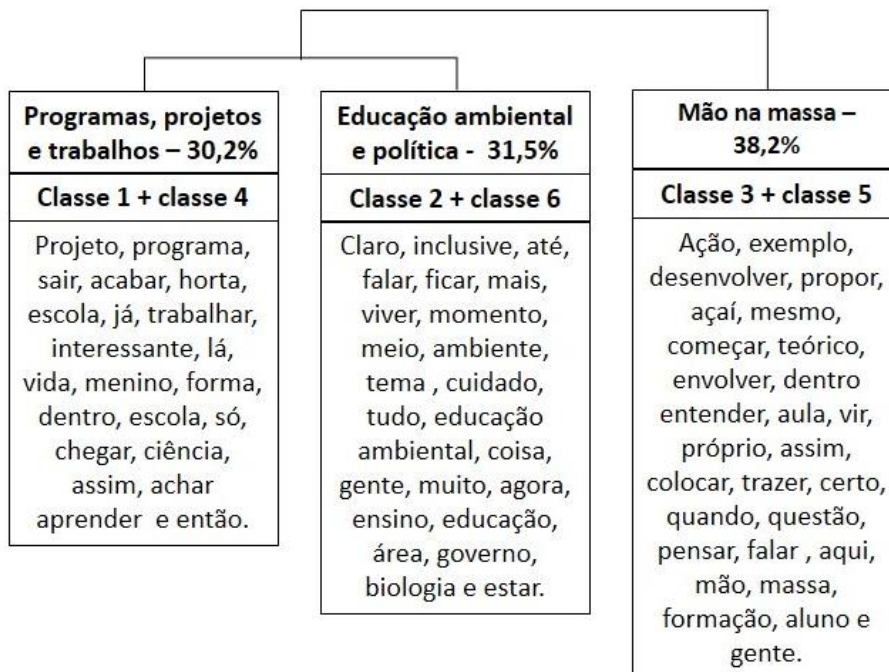 Programas, projetos
e trabalhos – 30,2%
Classe 1 + classe 4
Projeto, programa,
sair, acabar, horta,
escola, já, trabalhar,
interessante, lá,
vida, menino, forma,
dentro, escola, só,
chegar, ciência,
assim, achar
aprender e então.
Educação ambiental
e política - 31,5%
Classe 2 + classe 6
Claro, inclusive, até,
falar, ficar, mais,
viver, momento,
meio, ambiente,
tema , cuidado,
tudo, educação
ambiental, coisa,
gente, muito, agora,
ensino, educação,
área, governo,
biologia e estar.
Mão na massa –
38,2%
Classe 3 + classe 5
Ação, exemplo,
desenvolver, propor,
açaí, mesmo,
começar, teórico,
envolver, dentro
entender, aula, vir,
próprio, assim,
colocar, trazer, certo,
quando, questão,
pensar, falar , aqui,
mão, massa,
formação, aluno e
gente.